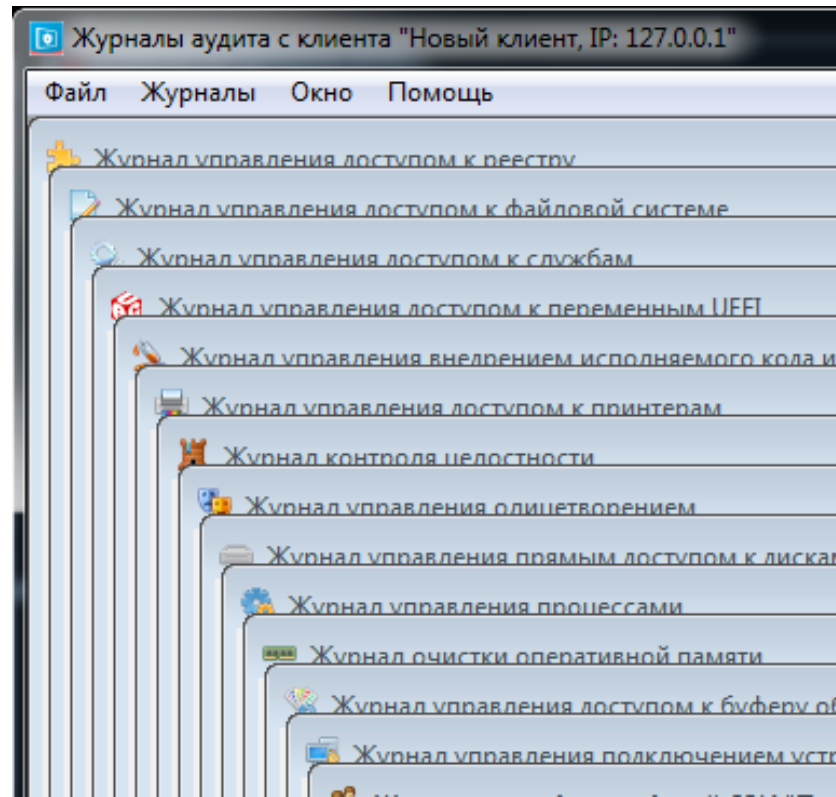 Журналы аудита с клиента "Новый клиент, IP: 127.0.0.1"
Файл Журналы Окно Помощь
Журнал управления доступом к реестру
Журнал управления доступом к файловой системе
Журнал управления доступом к службам
Журнал управления доступом к переменным UEFI
Журнал управления внедрением исполняемого кода и
Журнал управления доступом к принтерам
Журнал контроля целостности
Журнал управления олицетворением
Журнал управления прямым доступом к дискам
Журнал управления процессами
Журнал очистки оперативной памяти
Журнал управления доступом к буферу об
Журнал управления подключением устр